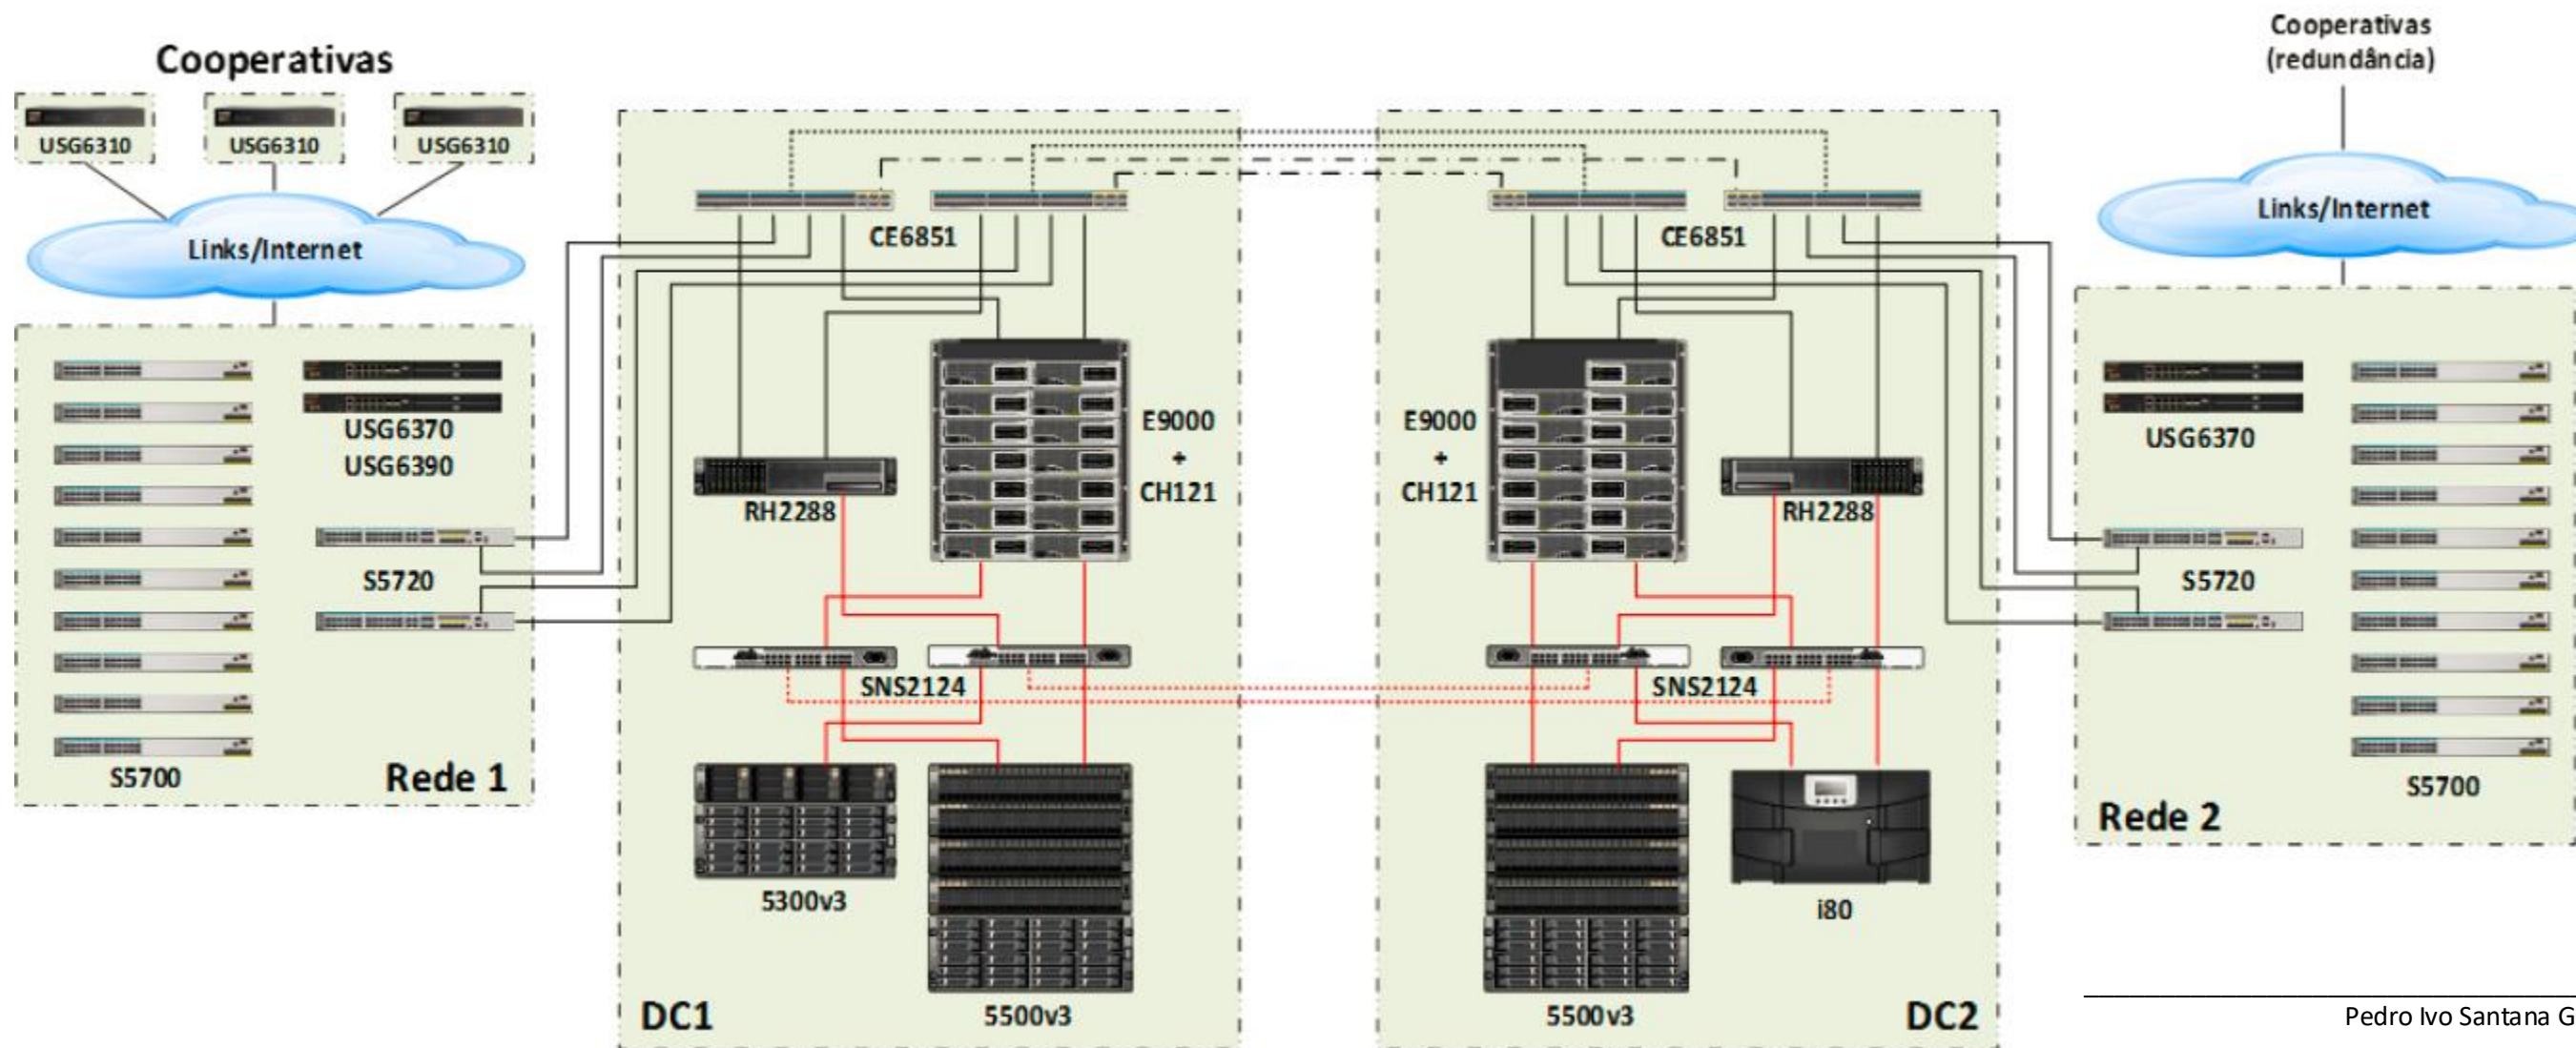 Cooperativas
USG6310
USG6310
USG6310
Links/Internet
USG6370
USG6390
S5720
S5700
Rede 1
CE6851
E9000
+
CH121
RH2288
SNS2124
5300v3
5500v3
DC1
CE6851
E9000
+
CH121
RH2288
SNS2124
5500v3
i80
DC2
Cooperativas
(redundância)
Links/Internet
USG6370
S5720
S5700
Rede 2
Pedro Ivo Santana G